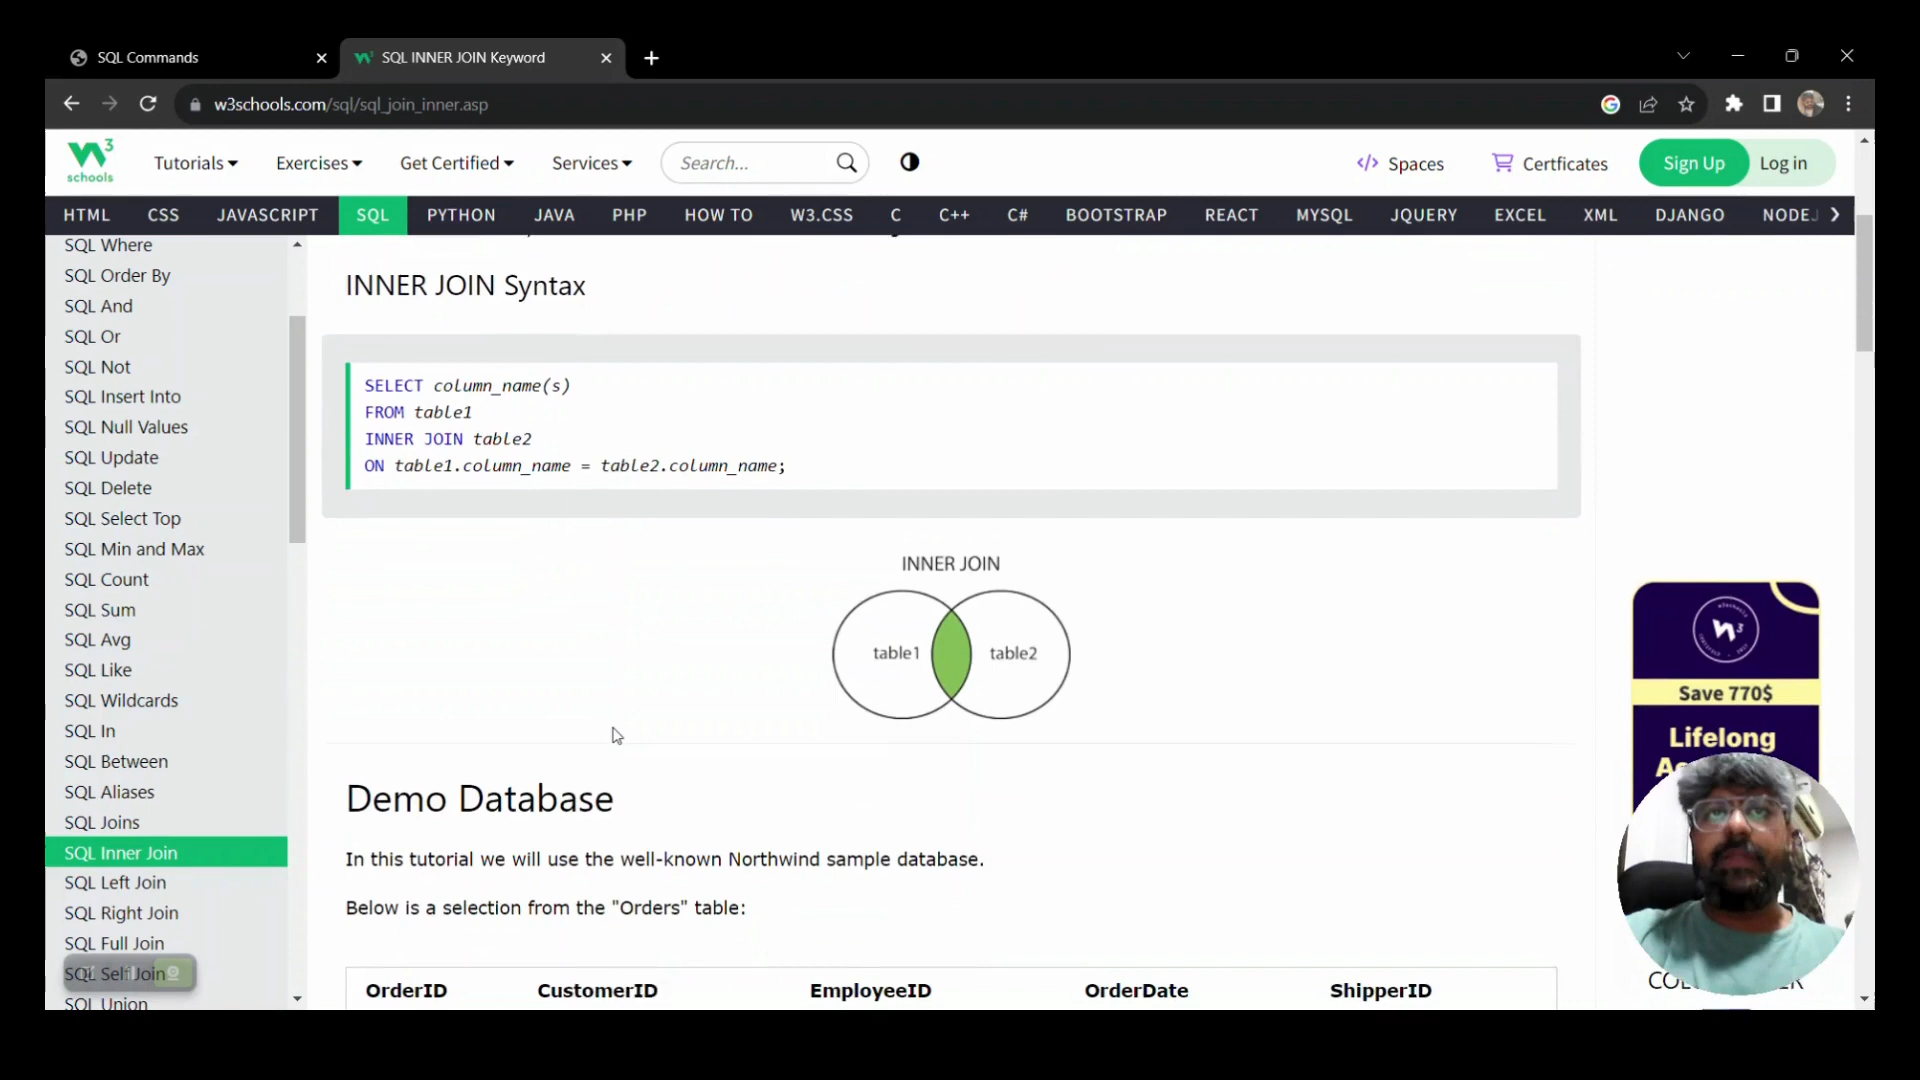 SQL Commands
SQL INNER JOIN Keyword
w3schools.com/sql/sql_join_inner.asp
schools
Tutorials
Exercises
Get Certified
Services
Search...
Spaces
Certficates
Sign Up
Log in
HTML CSS JAVASCRIPT SQL PYTHON JAVA PHP HOW TO W3.CSS C C++ C# BOOTSTRAP REACT MYSQL JQUERY EXCEL XML DJANGO NODEJ
SQL Where
SQL Order By
SQL And
SQL Or
SQL Not
SQL Insert Into
SQL Null Values
SQL Update
SQL Delete
SQL Select Top
SQL Min and Max
SQL Count
SQL Sum
SQL Avg
SQL Like
SQL Wildcards
SQL In
SQL Between
SQL Aliases
SQL Joins
SQL Inner Join
SQL Left Join
SQL Right Join
SQL Full Join
SQL Self Join
SQL Union
INNER JOIN Syntax
SELECT column_name(s)
FROM table1
INNER JOIN table2
ON table1.column_name = table2.column_name;
INNER JOIN
table1
table2
Demo Database
In this tutorial we will use the well-known Northwind sample database.
Below is a selection from the "Orders" table:
OrderID CustomerID EmployeeID OrderDate ShipperID
Save 770$
Lifelong